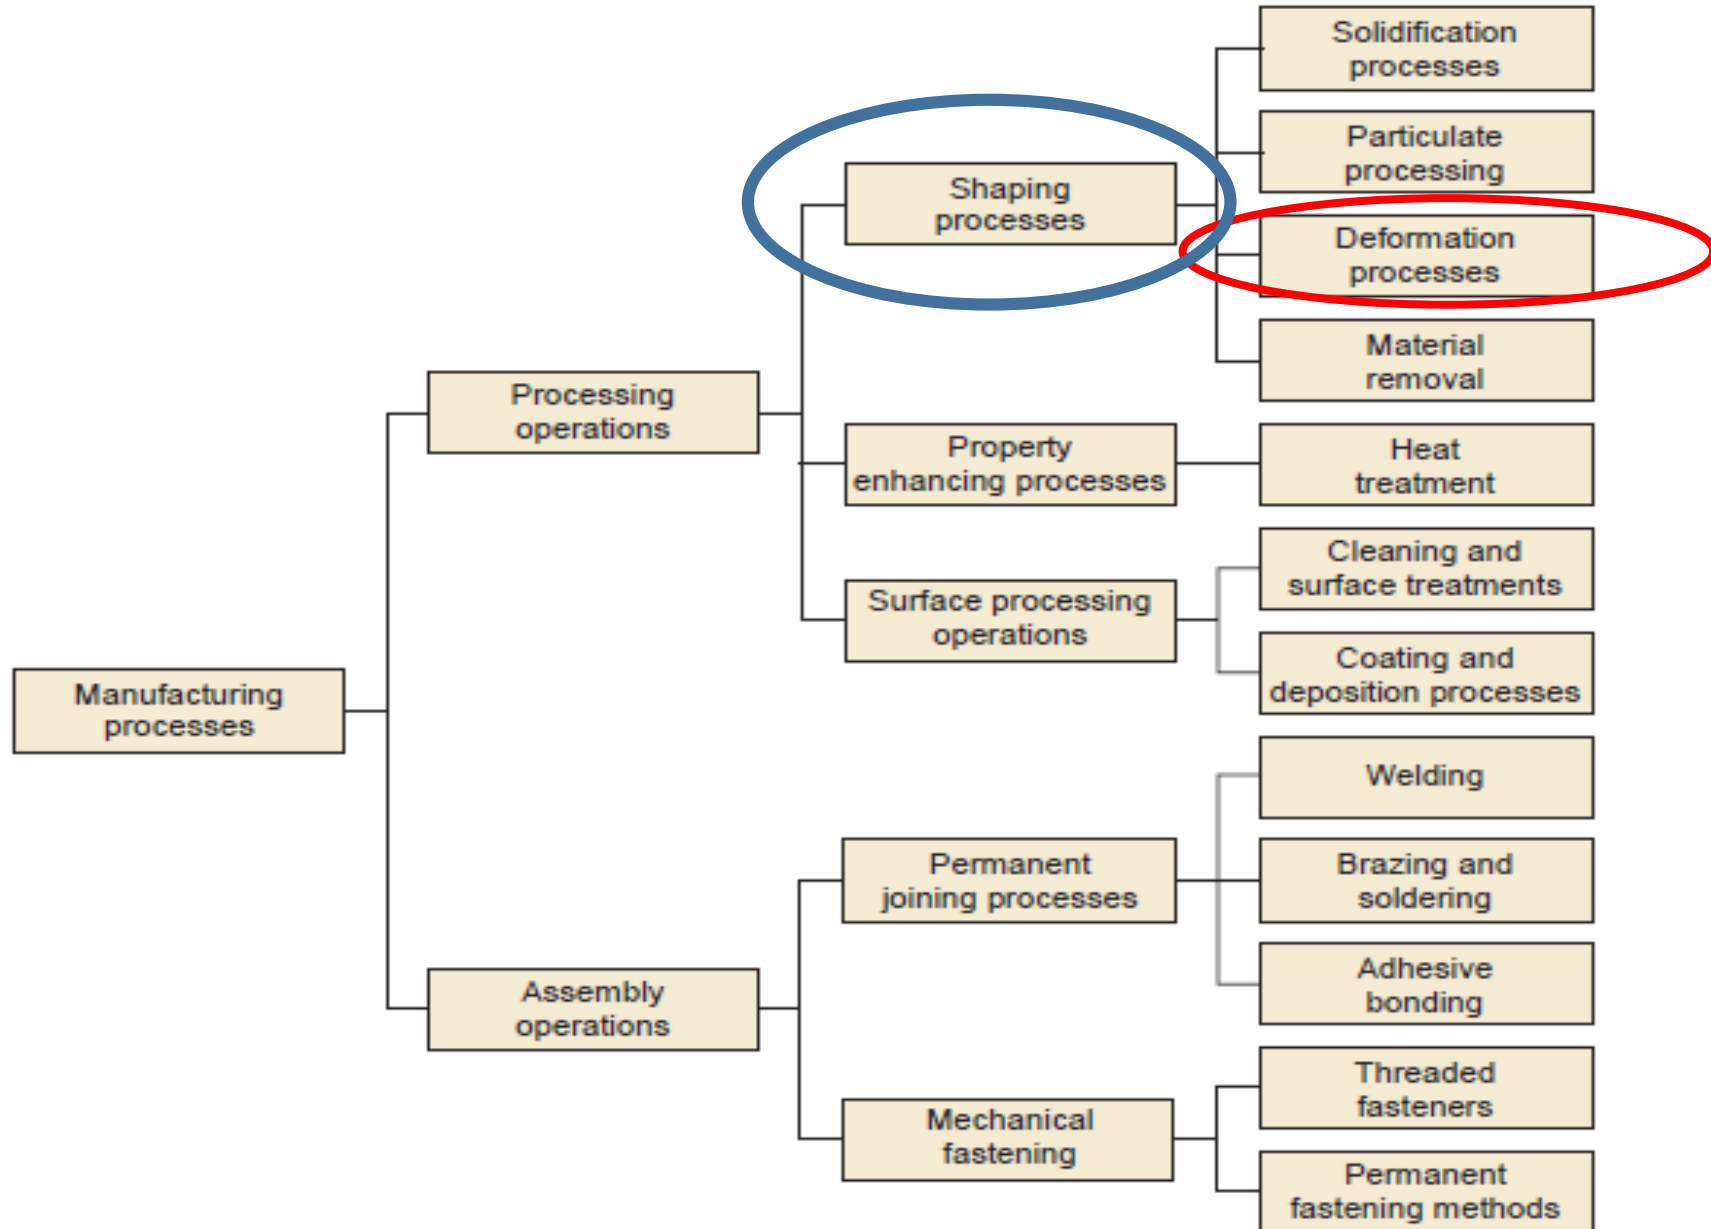 Solidification
processes
Particulate
processing
Shaping
processes
Deformation
processes
Material
removal
Processing
operations
Property
enhancing processes
Heat
treatment
Cleaning and
surface treatments
Surface processing
operations
Coating and
deposition processes
Manufacturing
processes
Welding
Permanent
joining processes
Brazing and
soldering
Adhesive
bonding
Assembly
operations
Threaded
fasteners
Mechanical
fastening
Permanent
fastening methods